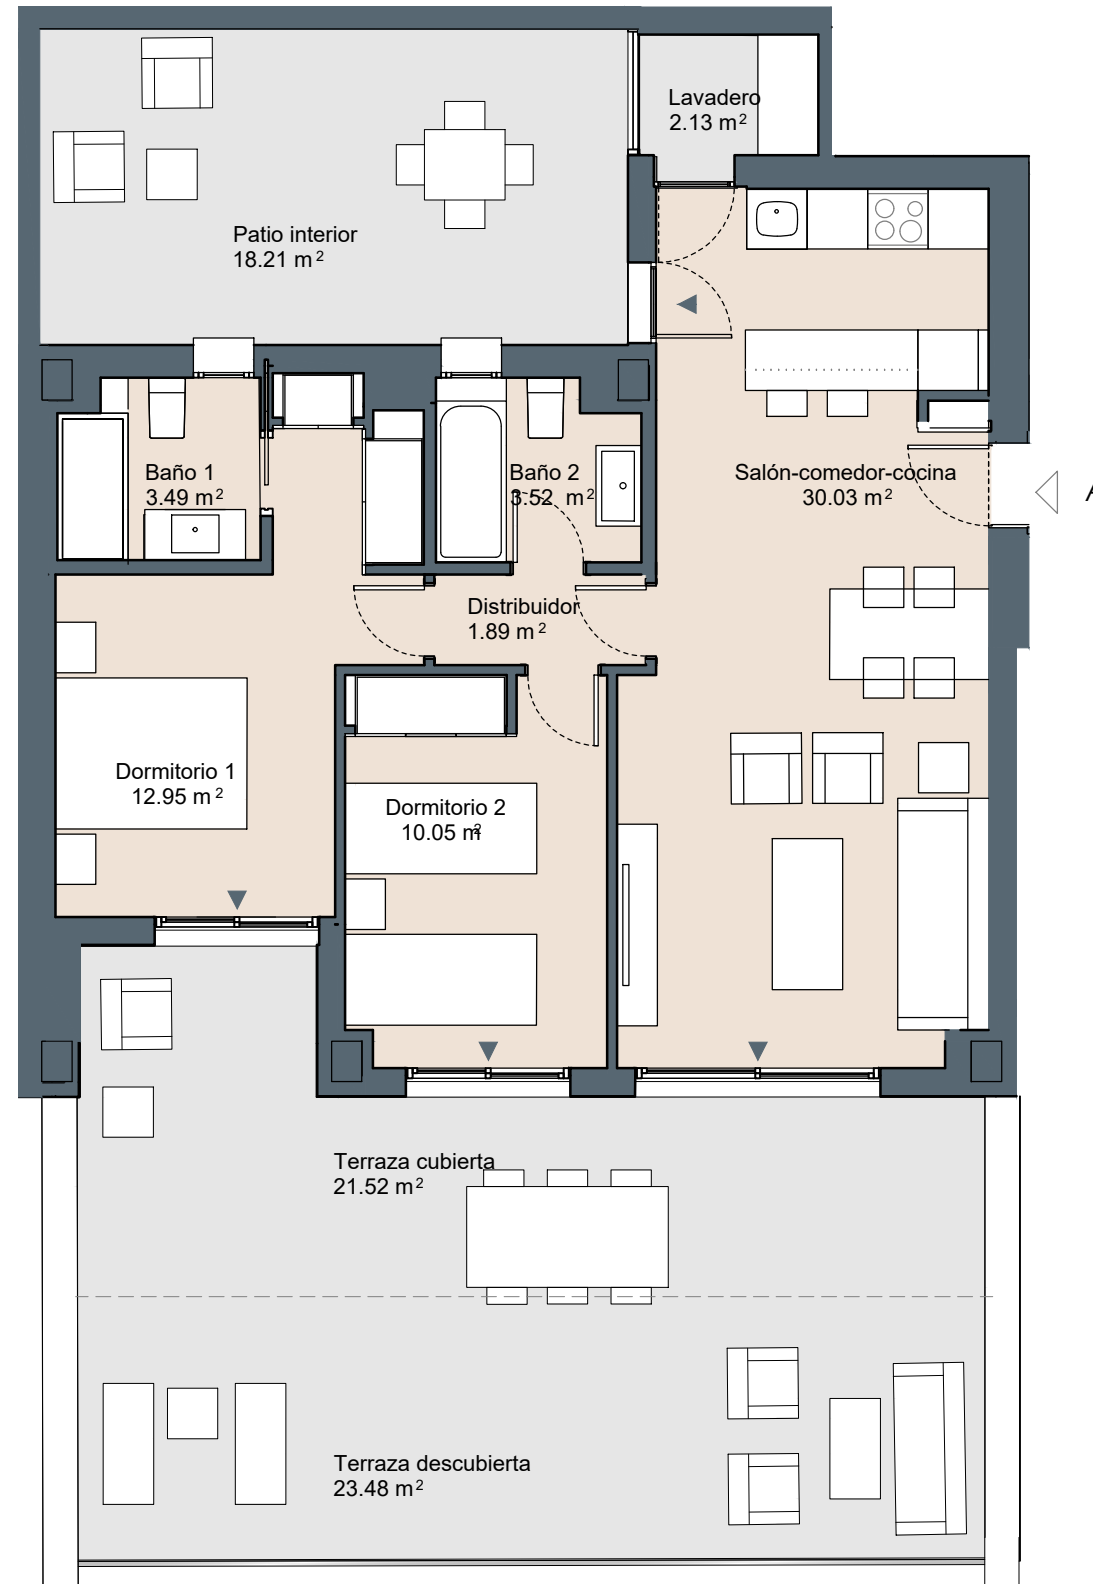 Lavadero
2.13 m²
Patio interior
18.21 m²
Baño 1
3.49 m²
Baño 2
3.52 m²
Salón-comedor-cocina
30.03 m²
A
Distribuidor
1.89 m²
Dormitorio 1
12.95 m²
Dormitorio 2
10.05 m²
Terraza cubierta
21.52 m²
Terraza descubierta
23.48 m²